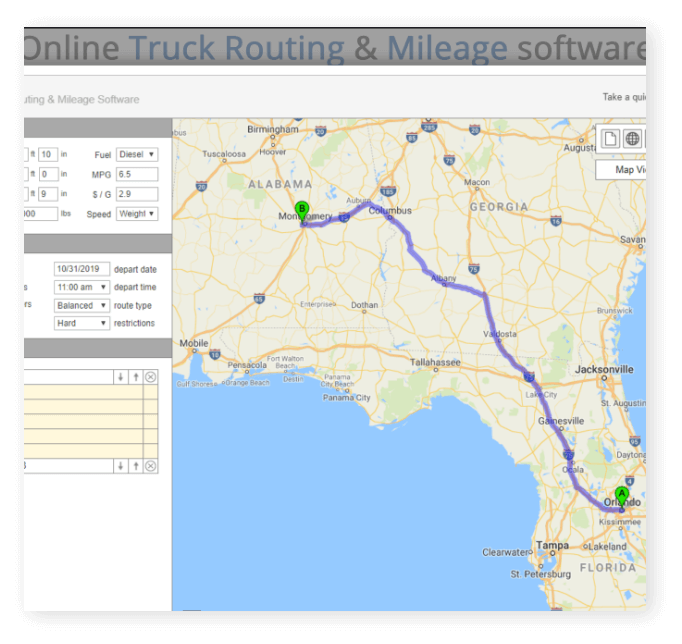 Online Truck Routing & Mileage software
uting & Mileage Software
Take a qui
ft 10 in Fuel Diesel
ft 0 in MPG 6.5
ft 9 in $ / G 2.9
000 lbs Speed Weight
10/31/2019 depart date
s 11:00 am depart time
rs Balanced route type
Hard restrictions
Map Vi
Birmingham
Tuscaloosa
Hoover
Augusta
ALABAMA
Macon
Auburn
Columbus
GEORGIA
B
Montgomery
Savan
Albany
Enterprise
Dothan
Brunswick
Valdosta
Mobile
Pensacola
Fort Walton
Beach
Tallahassee
Jacksonville
Gulf Shores
Orange Beach
Destin
Panama
City Beach
Panama City
Lake City
St. Augustin
Gainesville
Daytona
Ocala
A
Orlando
Kissimmee
Clearwater
Tampa
Lakeland
St. Petersburg
FLORIDA